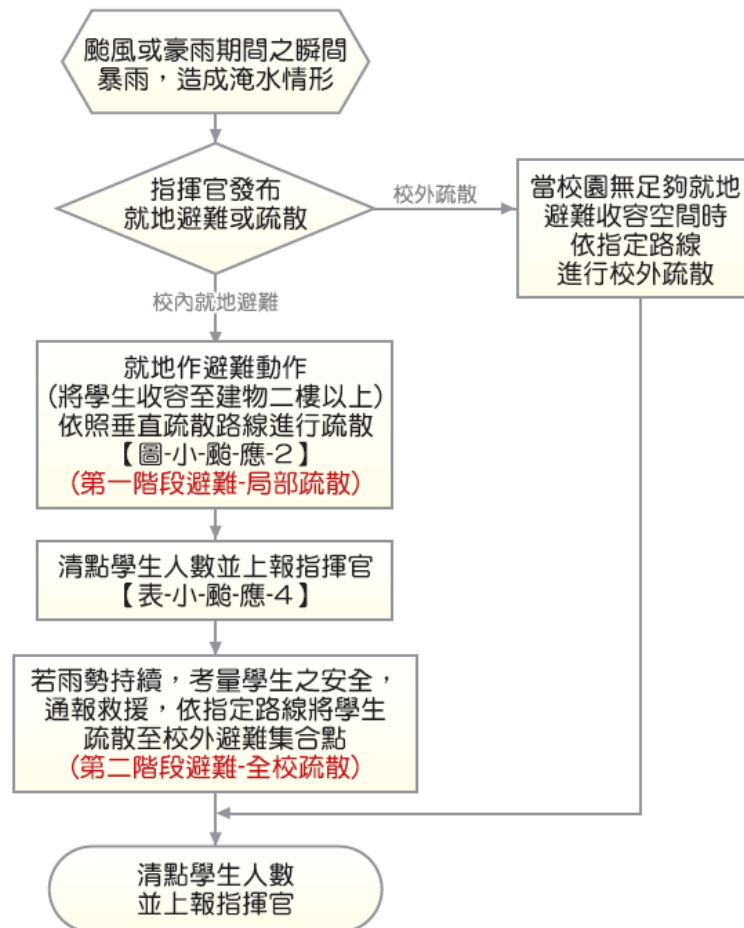 颱風或豪雨期間之瞬間
暴雨，造成淹水情形
指揮官發布
就地避難或疏散
校外疏散
當校園無足夠就地
避難收容空間時
依指定路線
進行校外疏散
校內就地避難
就地作避難動作
(將學生收容至建物二樓以上)
依照垂直疏散路線進行疏散
【圖-小-颱-應-2】
(第一階段避難-局部疏散)
清點學生人數並上報指揮官
【表-小-颱-應-4】
若雨勢持續，考量學生之安全，
通報救援，依指定路線將學生
疏散至校外避難集合點
(第二階段避難-全校疏散)
清點學生人數
並上報指揮官